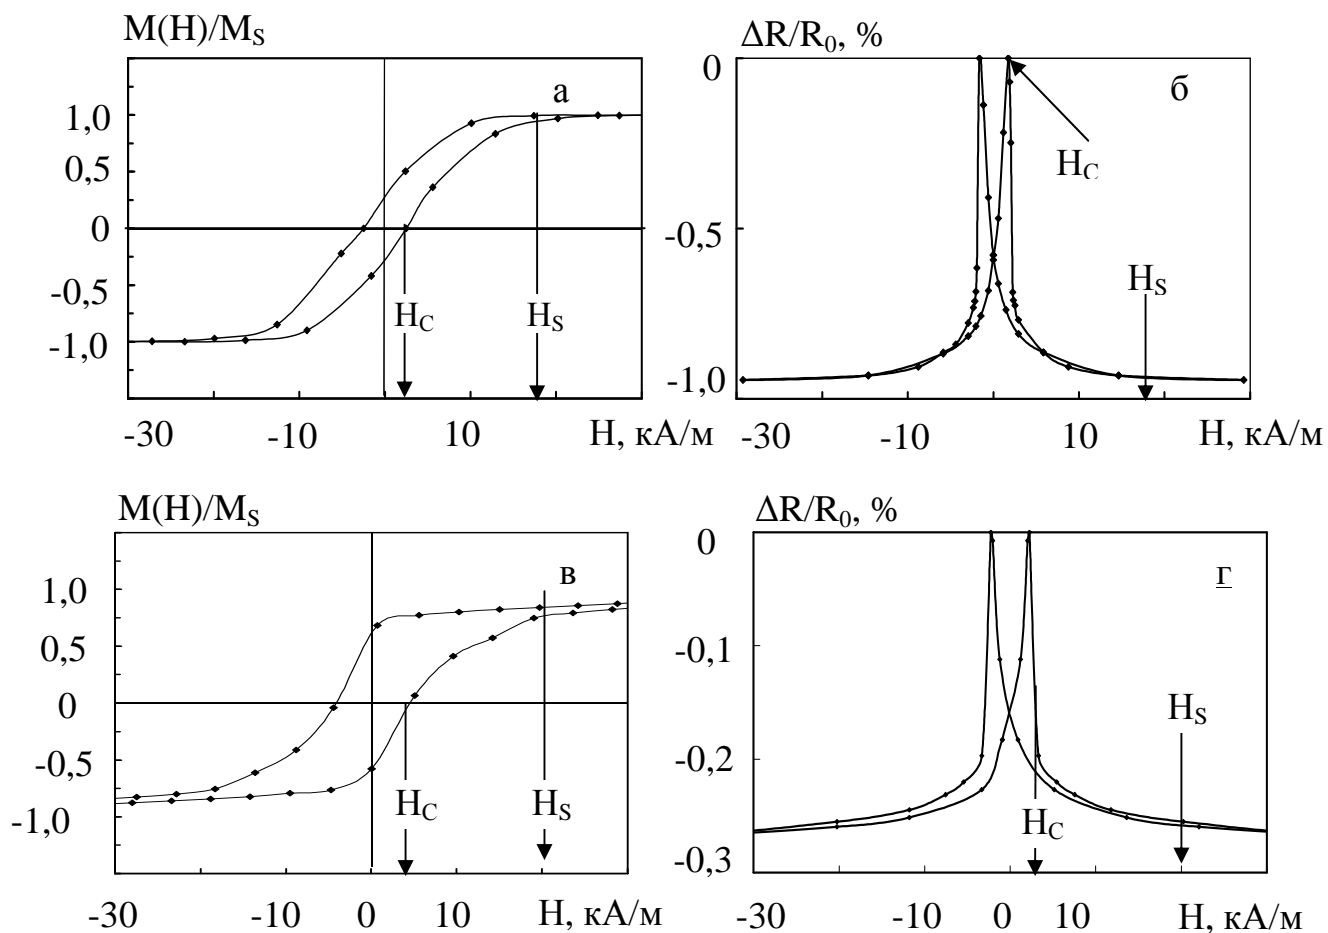 M(H)/M_S
а
1,0
0,5
0
-0,5
-1,0
H_C
H_S
-30
-10
10
Н, кА/м
ΔR/R_0, %
б
0
-0,5
-1,0
H_C
H_S
-30
-10
10
Н, кА/м
M(H)/M_S
в
1,0
0,5
0
-0,5
-1,0
H_C
H_S
-30
-10
0
10
Н, кА/м
ΔR/R_0, %
г
0
-0,1
-0,2
-0,3
H_C
H_S
-30
-10
0
10
Н, кА/м